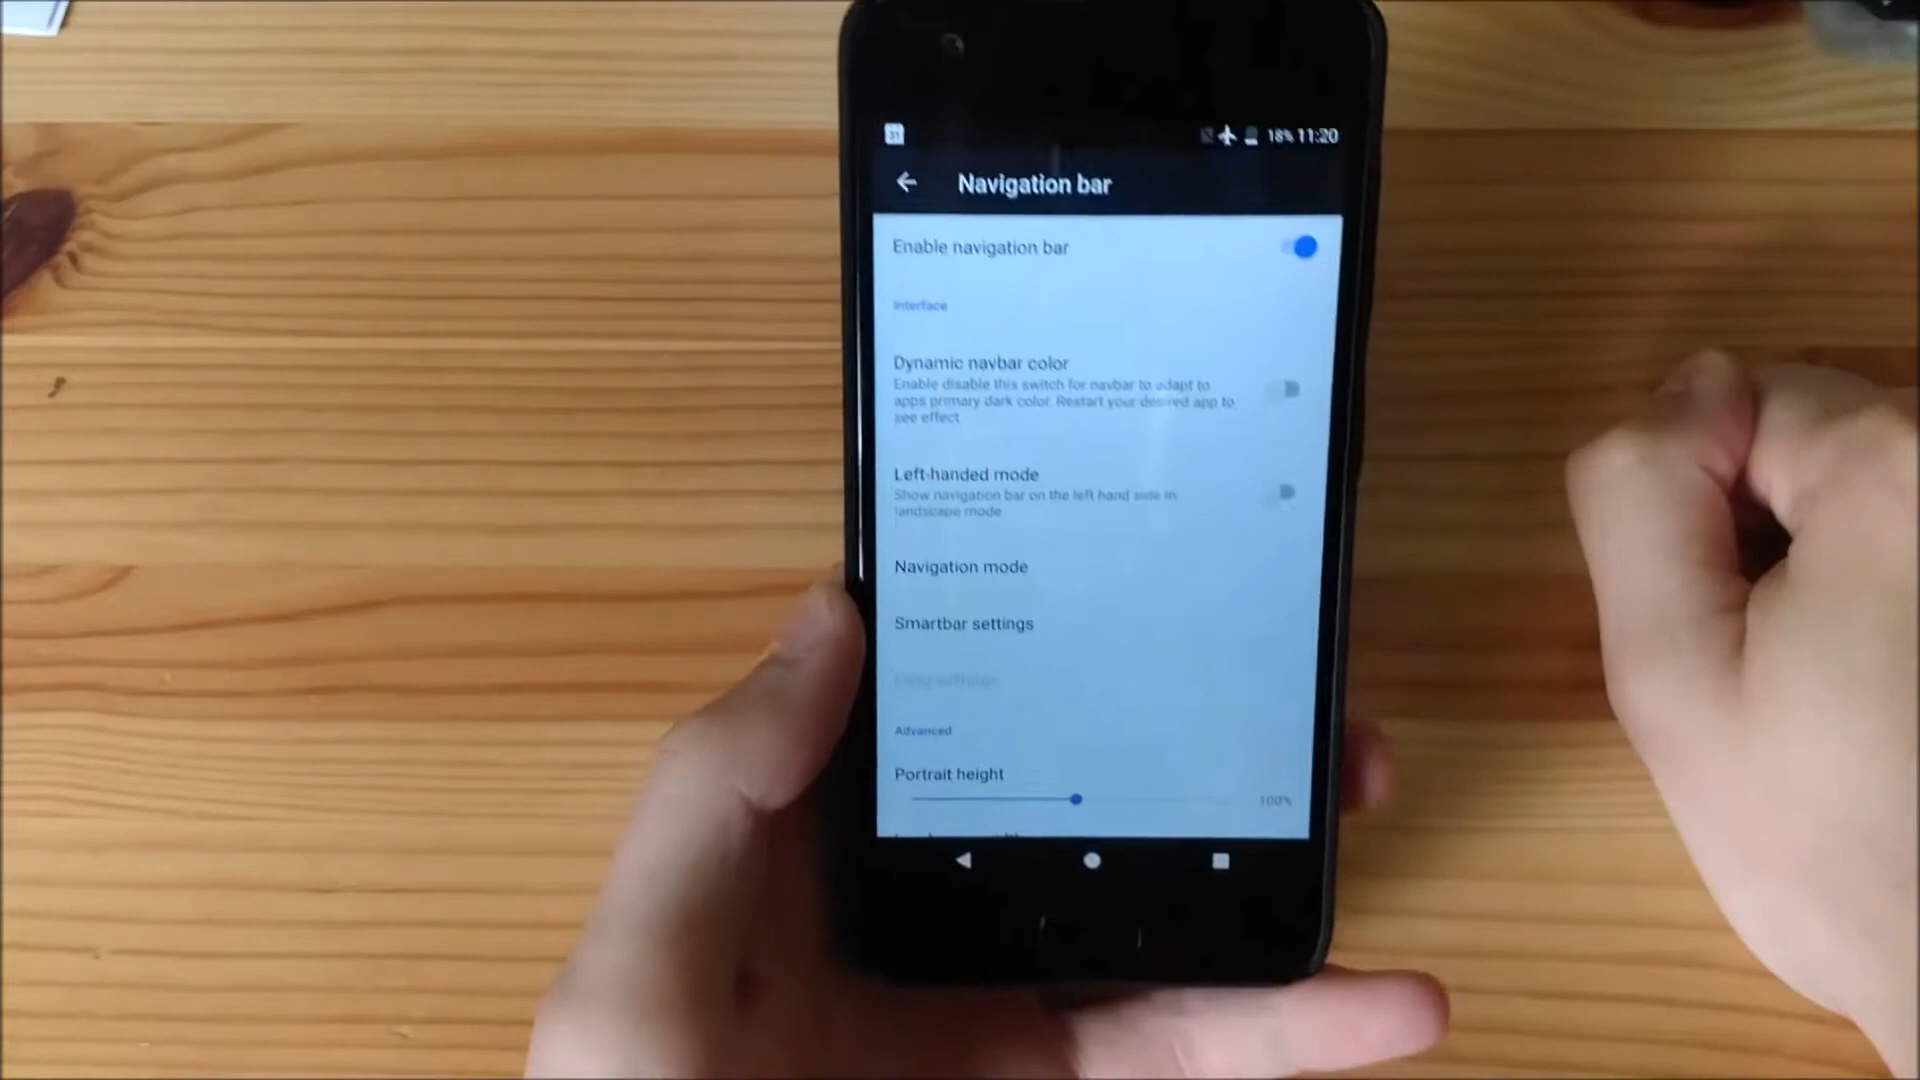 31
18% 11:20
Navigation bar
Enable navigation bar
Interface
Dynamic navbar color
Enable disable this switch for navbar to adapt to
apps primary dark color. Restart your desired app to
see effect
Left-handed mode
Show navigation bar on the left hand side in
landscape mode
Navigation mode
Smartbar settings
settings
Advanced
Portrait height
100%